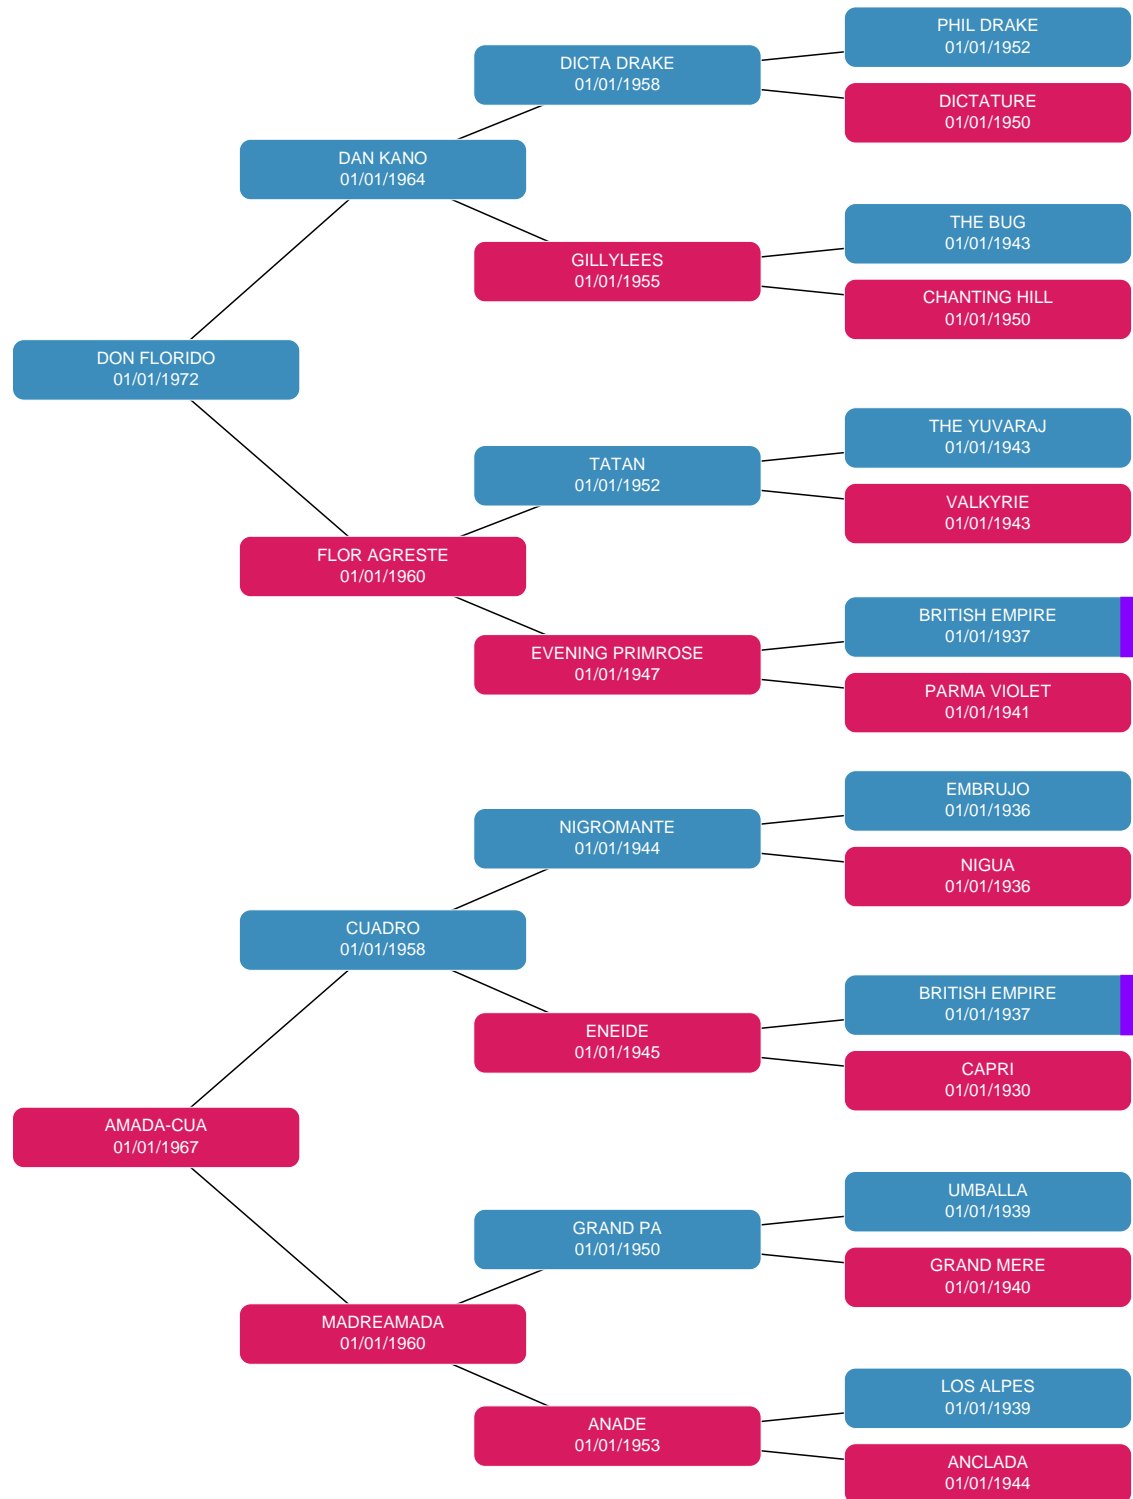 PHIL DRAKE
01/01/1952
DICTA DRAKE
01/01/1958
DICTATURE
01/01/1950
DAN KANO
01/01/1964
THE BUG
01/01/1943
GILLYLEES
01/01/1955
CHANTING HILL
01/01/1950
DON FLORIDO
01/01/1972
THE YUVARAJ
01/01/1943
TATAN
01/01/1952
VALKYRIE
01/01/1943
FLOR AGRESTE
01/01/1960
BRITISH EMPIRE
01/01/1937
EVENING PRIMROSE
01/01/1947
PARMA VIOLET
01/01/1941
EMBRUJO
01/01/1936
NIGROMANTE
01/01/1944
NIGUA
01/01/1936
CUADRO
01/01/1958
BRITISH EMPIRE
01/01/1937
ENEIDE
01/01/1945
CAPRI
01/01/1930
AMADA-CUA
01/01/1967
UMBALLA
01/01/1939
GRAND PA
01/01/1950
GRAND MERE
01/01/1940
MADREAMADA
01/01/1960
LOS ALPES
01/01/1939
ANADE
01/01/1953
ANCLADA
01/01/1944